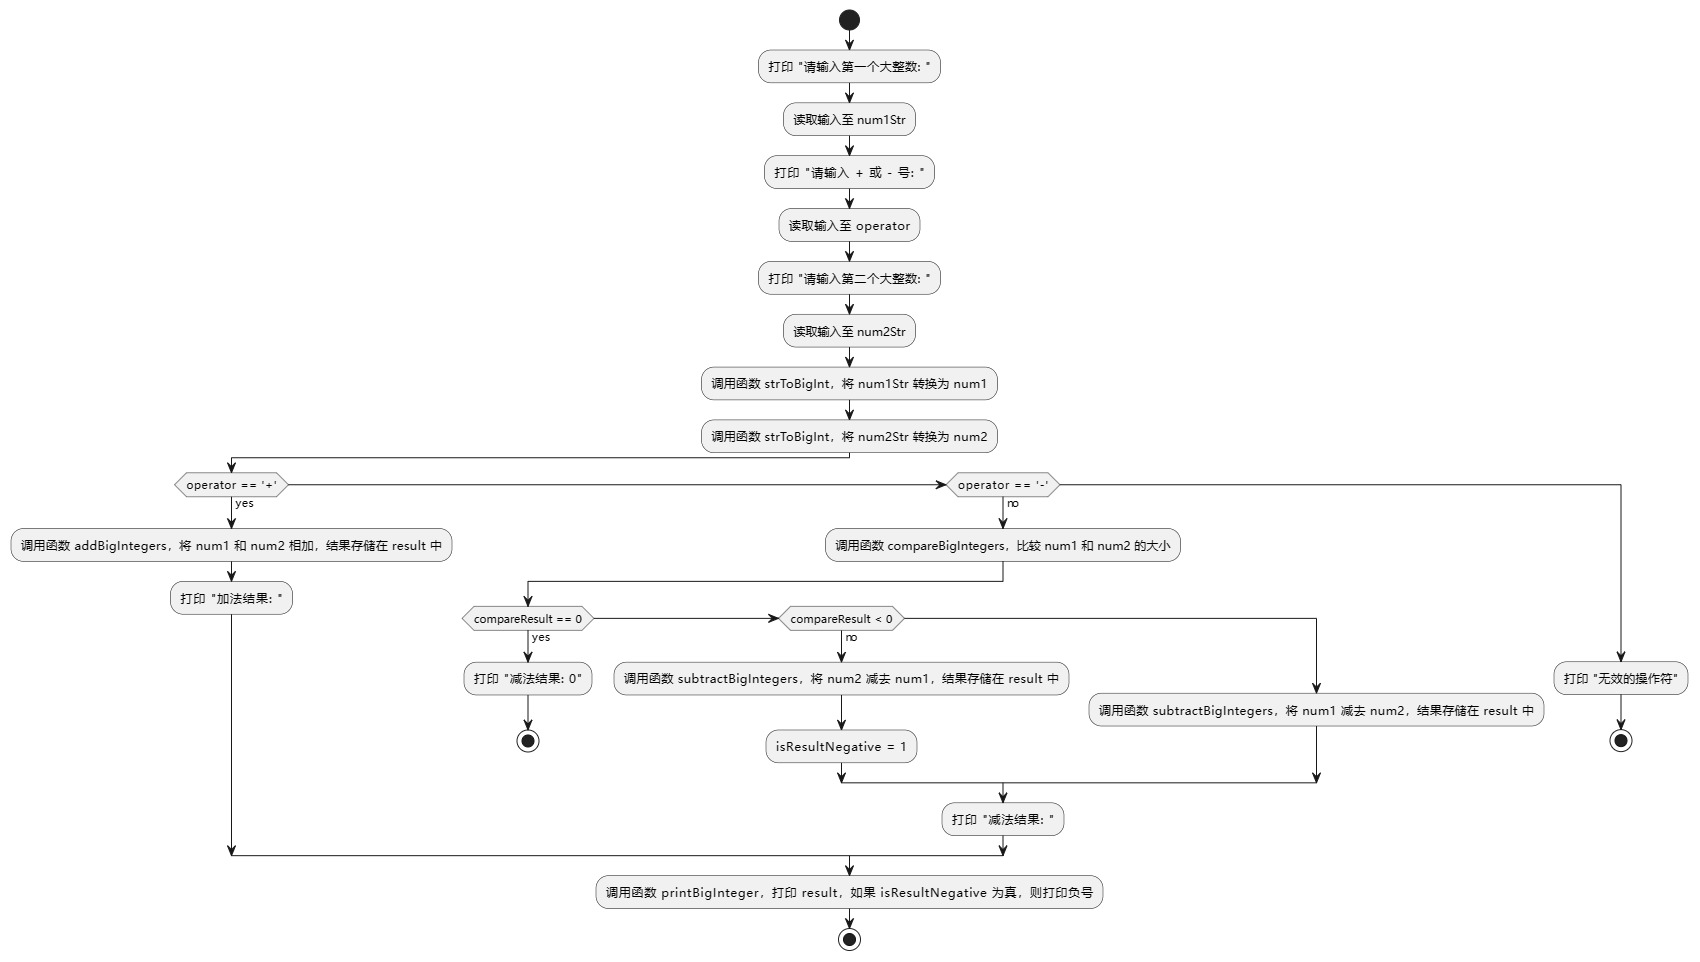 打印 "请输入第一个大整数: "
读取输入至 num1Str
打印 "请输入 + 或 - 号: "
读取输入至 operator
打印 "请输入第二个大整数: "
读取输入至 num2Str
调用函数 strToBigInt，将 num1Str 转换为 num1
调用函数 strToBigInt，将 num2Str 转换为 num2
operator == '+'
yes
调用函数 addBigIntegers，将 num1 和 num2 相加，结果存储在 result 中
打印 "加法结果: "
operator == '-'
no
调用函数 compareBigIntegers，比较 num1 和 num2 的大小
compareResult == 0
yes
打印 "减法结果: 0"
compareResult < 0
no
调用函数 subtractBigIntegers，将 num2 减去 num1，结果存储在 result 中
isResultNegative = 1
调用函数 subtractBigIntegers，将 num1 减去 num2，结果存储在 result 中
打印 "减法结果: "
打印 "无效的操作符"
调用函数 printBigInteger，打印 result，如果 isResultNegative 为真，则打印负号